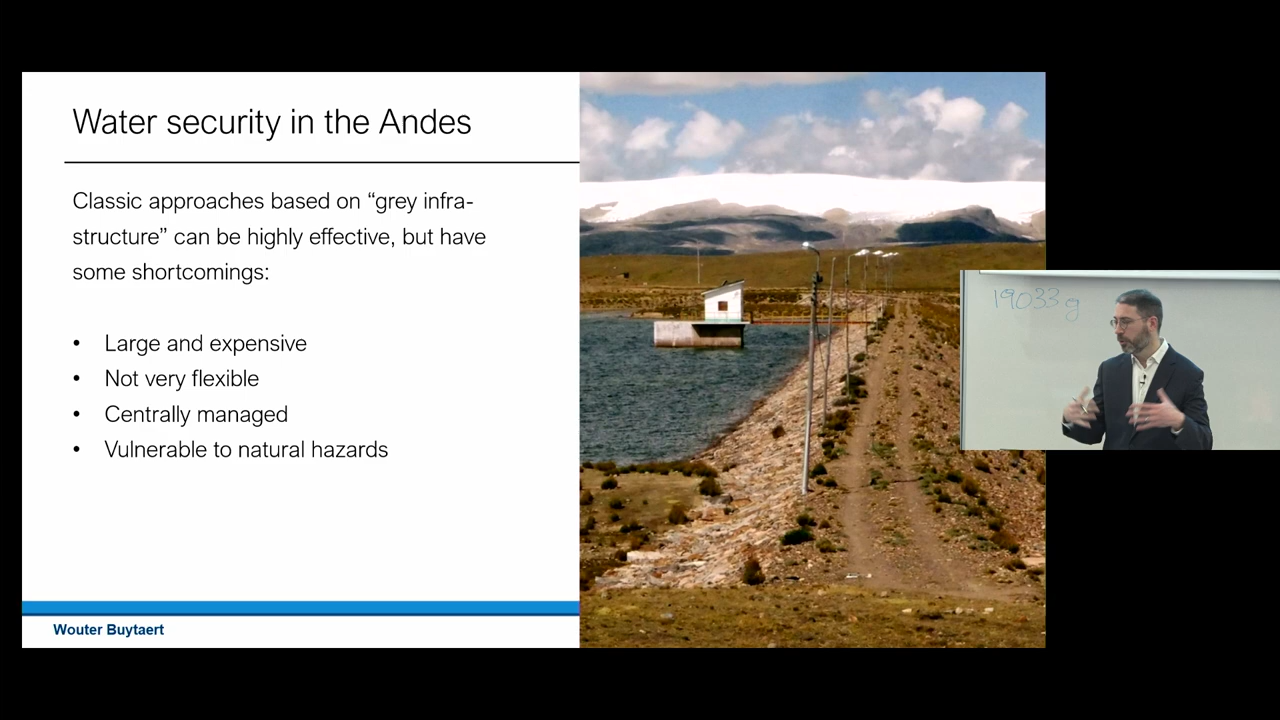 Water security in the Andes
Classic approaches based on “grey infra-
structure” can be highly effective, but have
some shortcomings:
• Large and expensive
• Not very flexible
• Centrally managed
• Vulnerable to natural hazards
Wouter Buytaert
19033 g